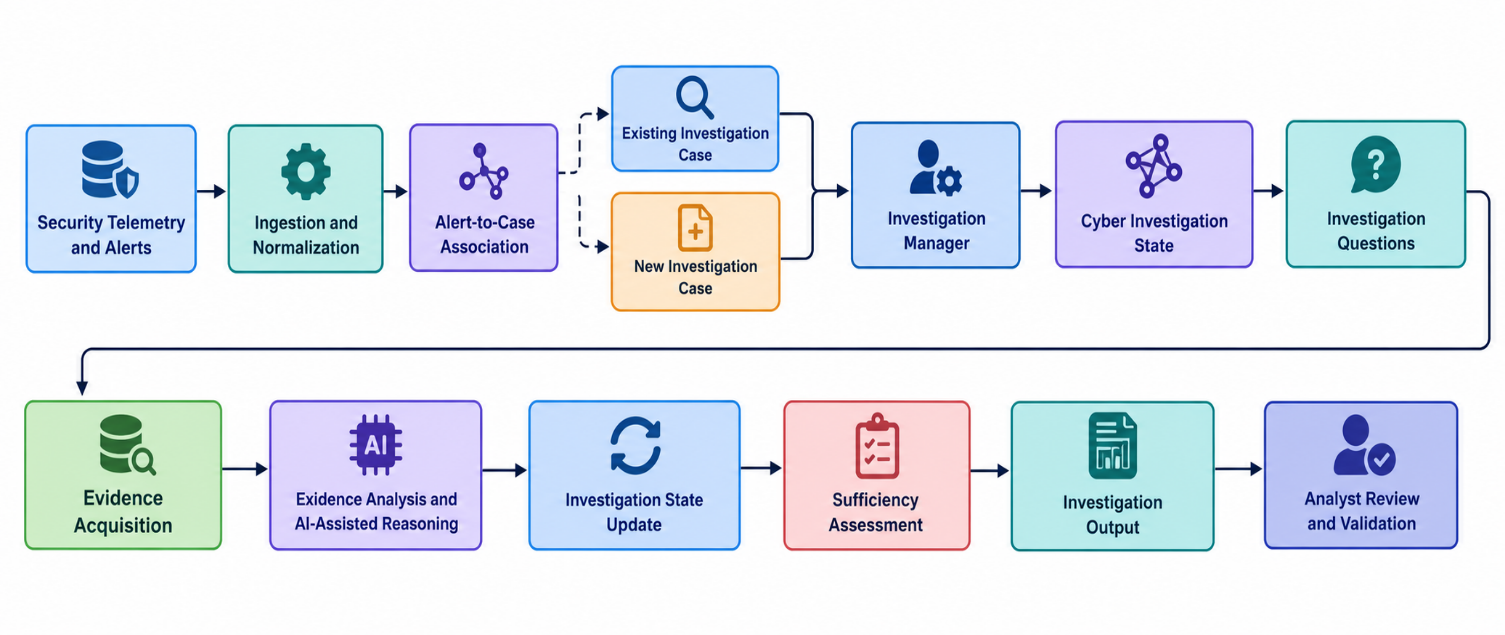 Security Telemetry
and Alerts
Ingestion and
Normalization
Alert-to-Case
Association
Existing Investigation
Case
New Investigation
Case
Investigation
Manager
Cyber Investigation
State
?
Investigation
Questions
Evidence
Acquisition
AI
Exidence Analysis and
AI-Assisted Reasoning
Investigation State
Update
Sufficiency
Assessment
Investigation
Output
Analyst Review
and Validation